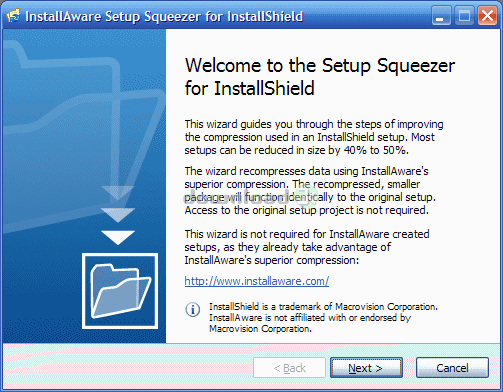 InstallAware Setup Squeezer for InstallShield
Welcome to the Setup Squeezer
for InstallShield
This wizard guides you through the steps of improving
the compression used in an InstallShield setup. Most
setups can be reduced in size by 40% to 50%.
The wizard recompresses data using InstallAware's
superior compression. The recompressed, smaller
package will function identically to the original setup.
Access to the original setup project is not required.
download
This wizard is not required for InstallAware created
setups, as they already take advantage of
InstallAware's superior compression:
http://www.installaware.com/
InstallShield is a trademark of Macrovision Corporation.
InstallAware is not affiliated with or endorsed by
Macrovision Corporation.
< Back
Next >
Cancel